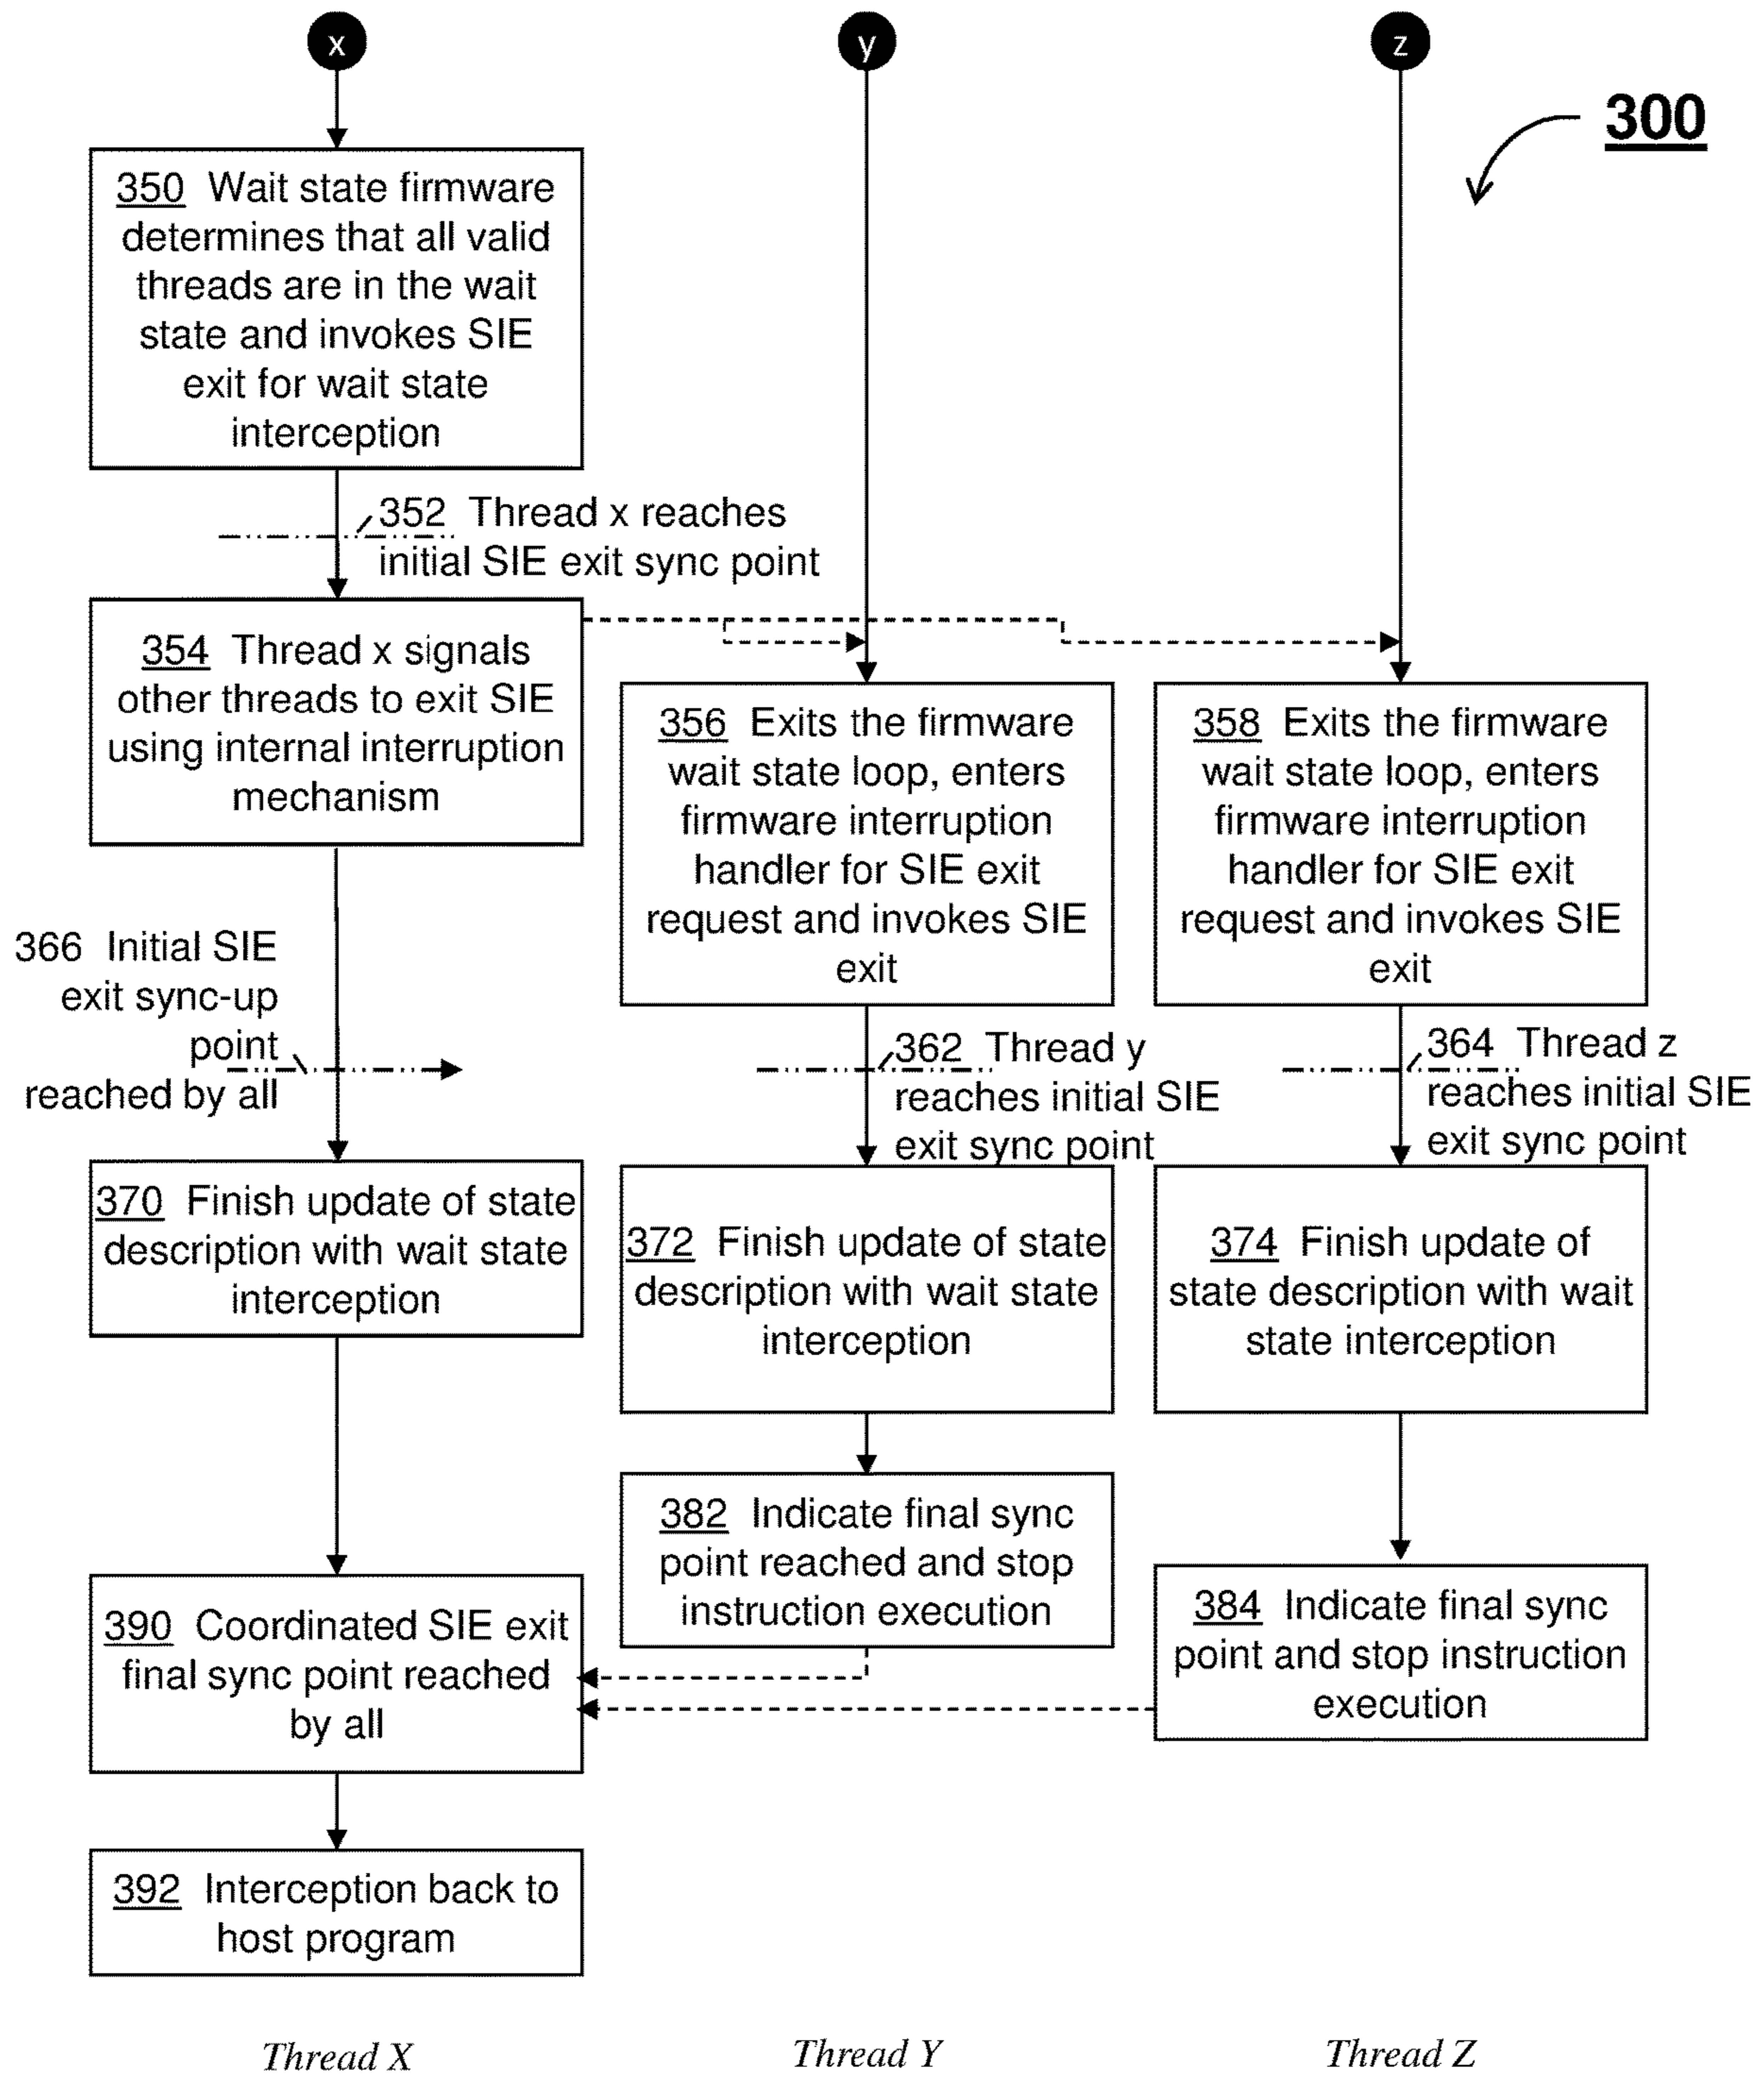 x
y
z
300
350 Wait state firmware
determines that all valid
threads are in the wait
state and invokes SIE
exit for wait state
interception
352 Thread x reaches
initial SIE exit sync point
354 Thread x signals
other threads to exit SIE
using internal interruption
mechanism
356 Exits the firmware
wait state loop, enters
firmware interruption
handler for SIE exit
request and invokes SIE
exit
358 Exits the firmware
wait state loop, enters
firmware interruption
handler for SIE exit
request and invokes SIE
exit
366 Initial SIE
exit sync-up
point
reached by all
362 Thread y
reaches initial SIE
exit sync point
364 Thread z
reaches initial SIE
exit sync point
370 Finish update of state
description with wait state
interception
372 Finish update of state
description with wait state
interception
374 Finish update of
state description with wait
state interception
382 Indicate final sync
point reached and stop
instruction execution
384 Indicate final sync
point and stop instruction
execution
390 Coordinated SIE exit
final sync point reached
by all
392 Interception back to
host program
Thread X
Thread Y
Thread Z